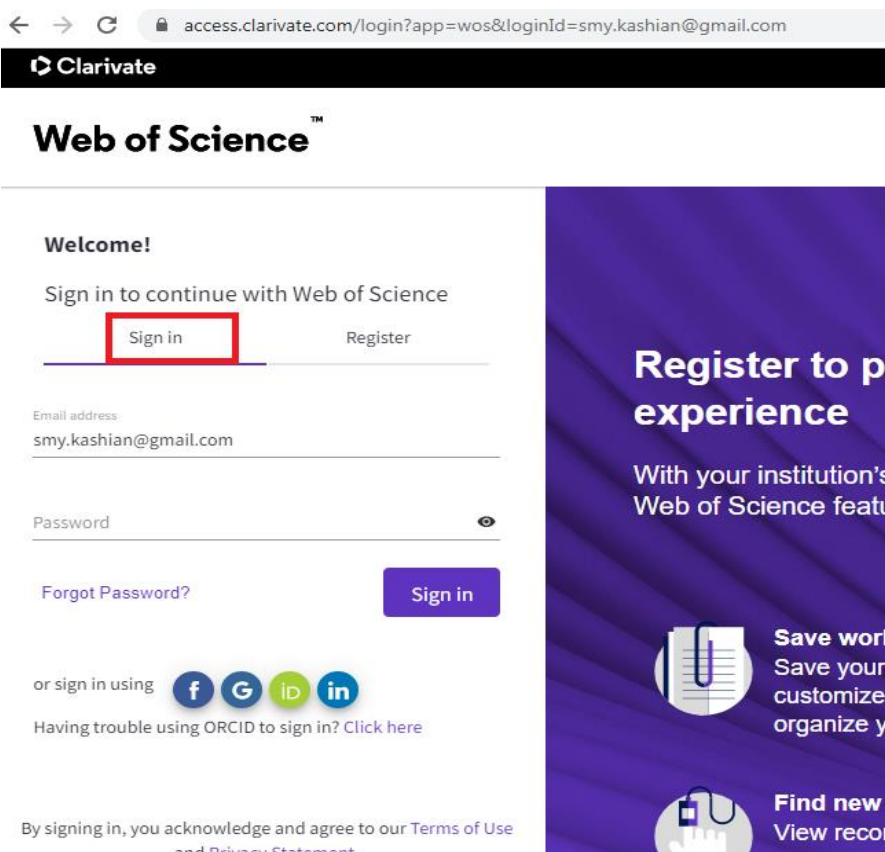 access.clarivate.com/login?app=wos&loginId=smy.kashian@gmail.com
Clarivate
Web of Science™
Welcome!
Sign in to continue with Web of Science
Sign in Register
Email address
smy.kashian@gmail.com
Password
Forgot Password? Sign in
or sign in using f G iD in
Having trouble using ORCID to sign in? Click here
By signing in, you acknowledge and agree to our Terms of Use
and Privacy Statement
Register to p
experience
With your institution's
Web of Science featu
Save worl
Save your
customize
organize y
Find new
View recor